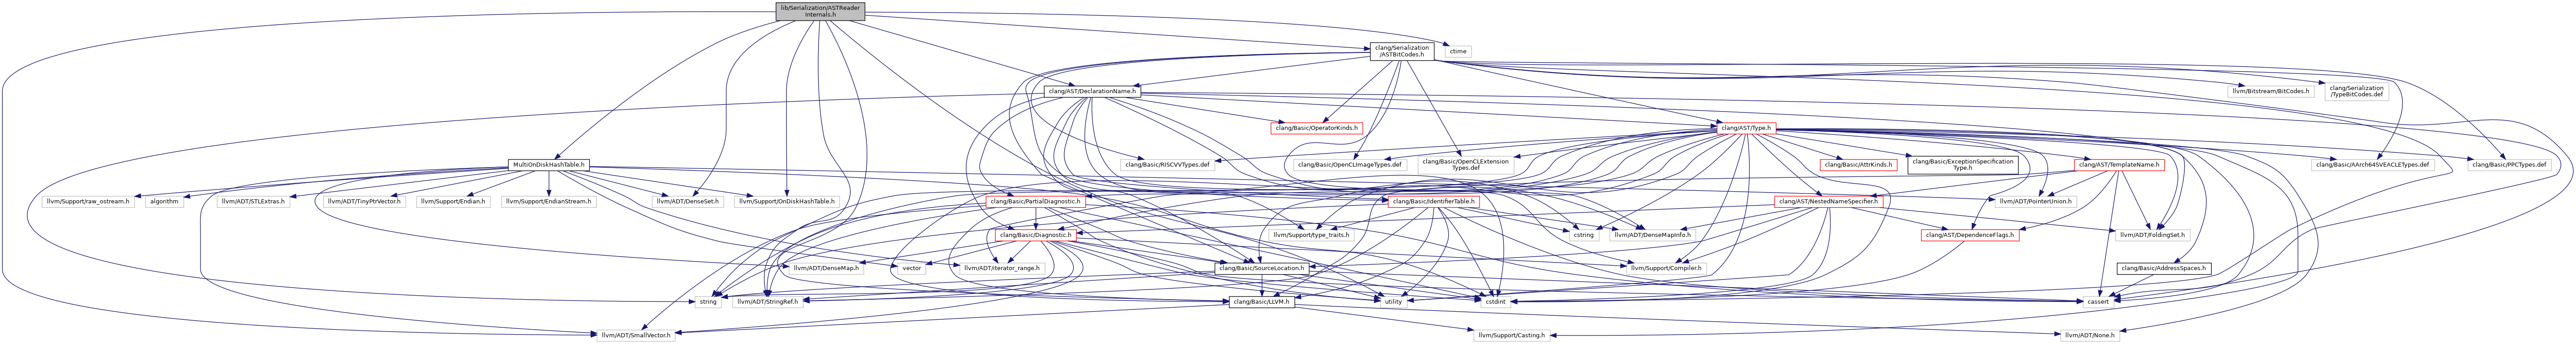 lib/Serialization/ASTReader
Internals.h
clang/Serialization
/ASTBitCodes.h
ctime
clang/AST/DeclarationName.h
llvm/Bitstream/BitCodes.h
clang/Serialization
/TypeBitCodes.def
clang/Basic/OperatorKinds.h
clang/AST/Type.h
MultiOnDiskHashTable.h
clang/Basic/RISCVVTypes.def
clang/Basic/OpenCLImageTypes.def
clang/Basic/OpenCLExtension
Types.def
clang/Basic/AttrKinds.h
clang/Basic/ExceptionSpecification
Type.h
clang/AST/TemplateName.h
clang/Basic/AArch64SVEACLETypes.def
clang/Basic/PPCTypes.def
llvm/Support/raw_ostream.h
algorithm
llvm/ADT/STLExtras.h
llvm/ADT/TinyPtrVector.h
llvm/Support/Endian.h
llvm/Support/EndianStream.h
llvm/ADT/DenseSet.h
llvm/Support/OnDiskHashTable.h
clang/Basic/PartialDiagnostic.h
clang/Basic/IdentifierTable.h
clang/AST/NestedNameSpecifier.h
llvm/ADT/PointerUnion.h
clang/Basic/Diagnostic.h
llvm/Support/type_traits.h
cstring
llvm/ADT/DenseMapInfo.h
clang/AST/DependenceFlags.h
llvm/ADT/FoldingSet.h
llvm/ADT/DenseMap.h
vector
llvm/ADT/iterator_range.h
clang/Basic/SourceLocation.h
llvm/Support/Compiler.h
clang/Basic/AddressSpaces.h
string
llvm/ADT/StringRef.h
clang/Basic/LLVM.h
utility
cstdint
cassert
llvm/ADT/SmallVector.h
llvm/Support/Casting.h
llvm/ADT/None.h